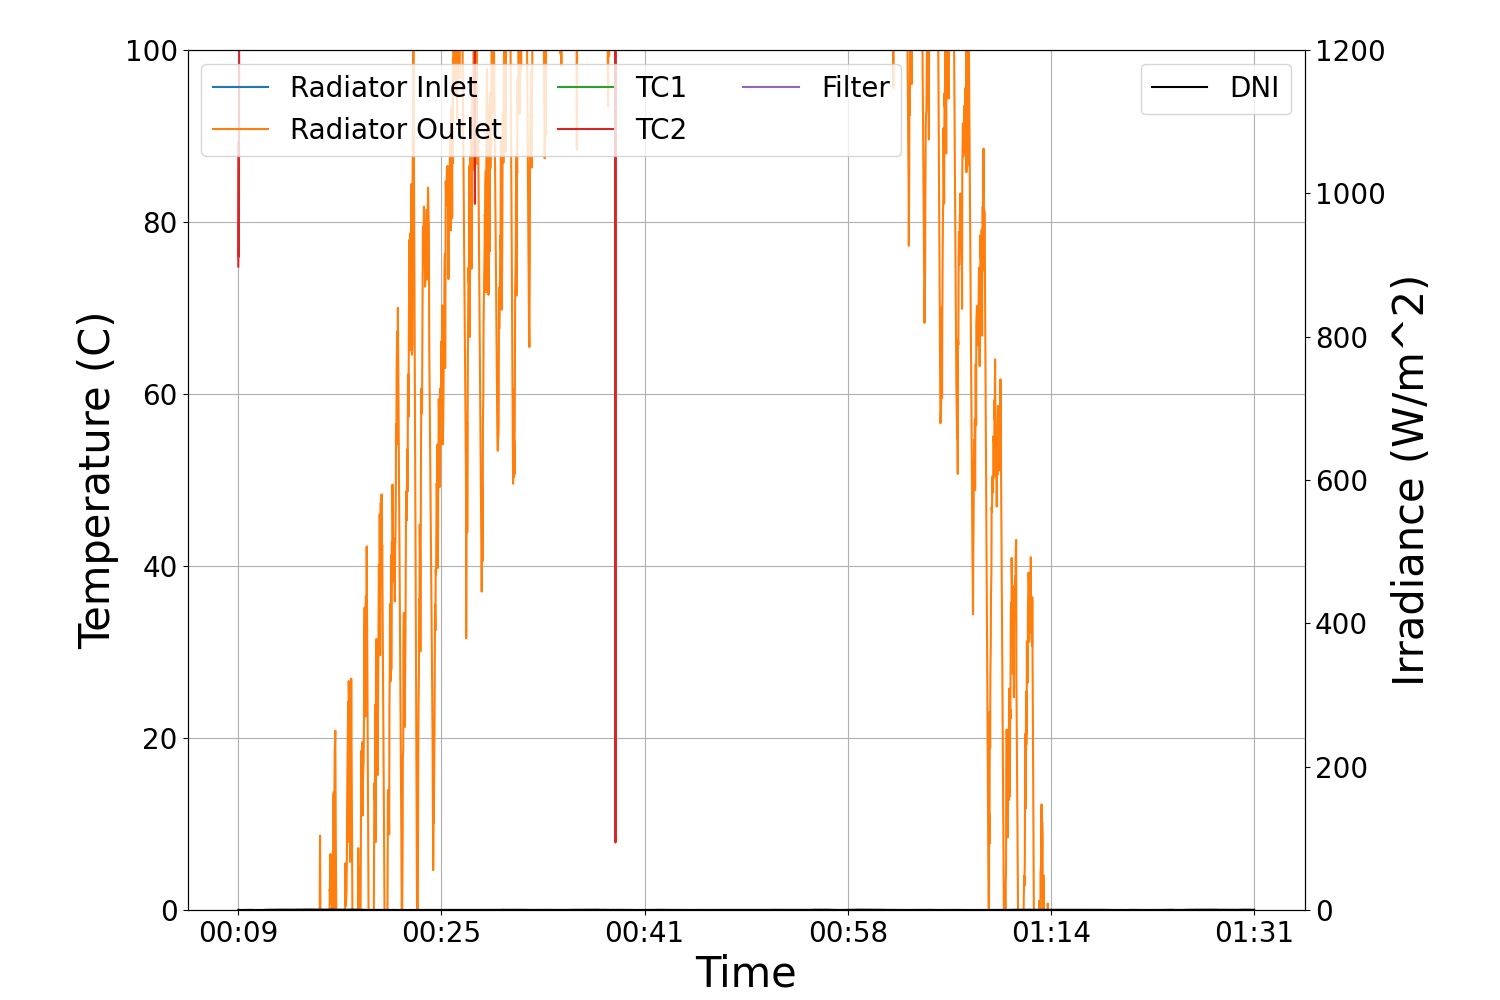 100
80
60
40
20
0
Temperature (C)
Radiator Inlet
Radiator Outlet
TC1
TC2
Filter
DNI
1200
1000
800
600
400
200
0
Irradiance (W/m^2)
00:09 00:25 00:41 00:58 01:14 01:31
Time